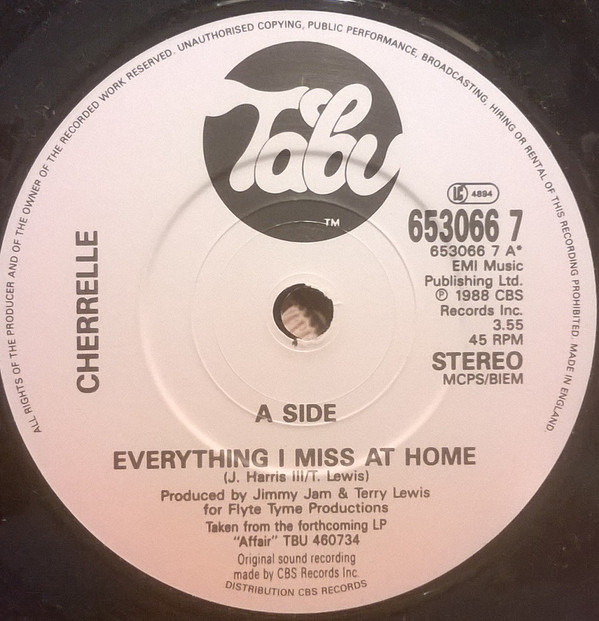 ALL RIGHTS OF THE PRODUCER AND OF THE OWNER OF THE RECORDED WORK RESERVED. UNAUTHORISED COPYING, PUBLIC PERFORMANCE, BROADCASTING, HIRING OR RENTAL OF THIS RECORDING PROHIBITED. MADE IN ENGLAND
Tabu
TM
LC 4894
653066 7
653066 7 A*
EMI Music
Publishing Ltd.
℗ 1988 CBS
Records Inc.
3.55
45 RPM
STEREO
MCPS/BIEM
CHERRELLE
A SIDE
EVERYTHING I MISS AT HOME
(J. Harris III/T. Lewis)
Produced by Jimmy Jam & Terry Lewis
for Flyte Tyme Productions
Taken from the forthcoming LP
"Affair" TBU 460734
Original sound recording
made by CBS Records Inc.
DISTRIBUTION CBS RECORDS